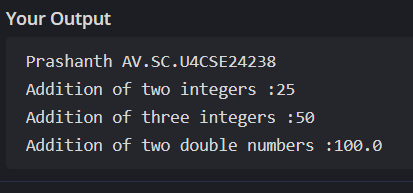 Your Output
Prashanth AV.SC.U4CSE24238
Addition of two integers :25
Addition of three integers :50
Addition of two double numbers :100.0